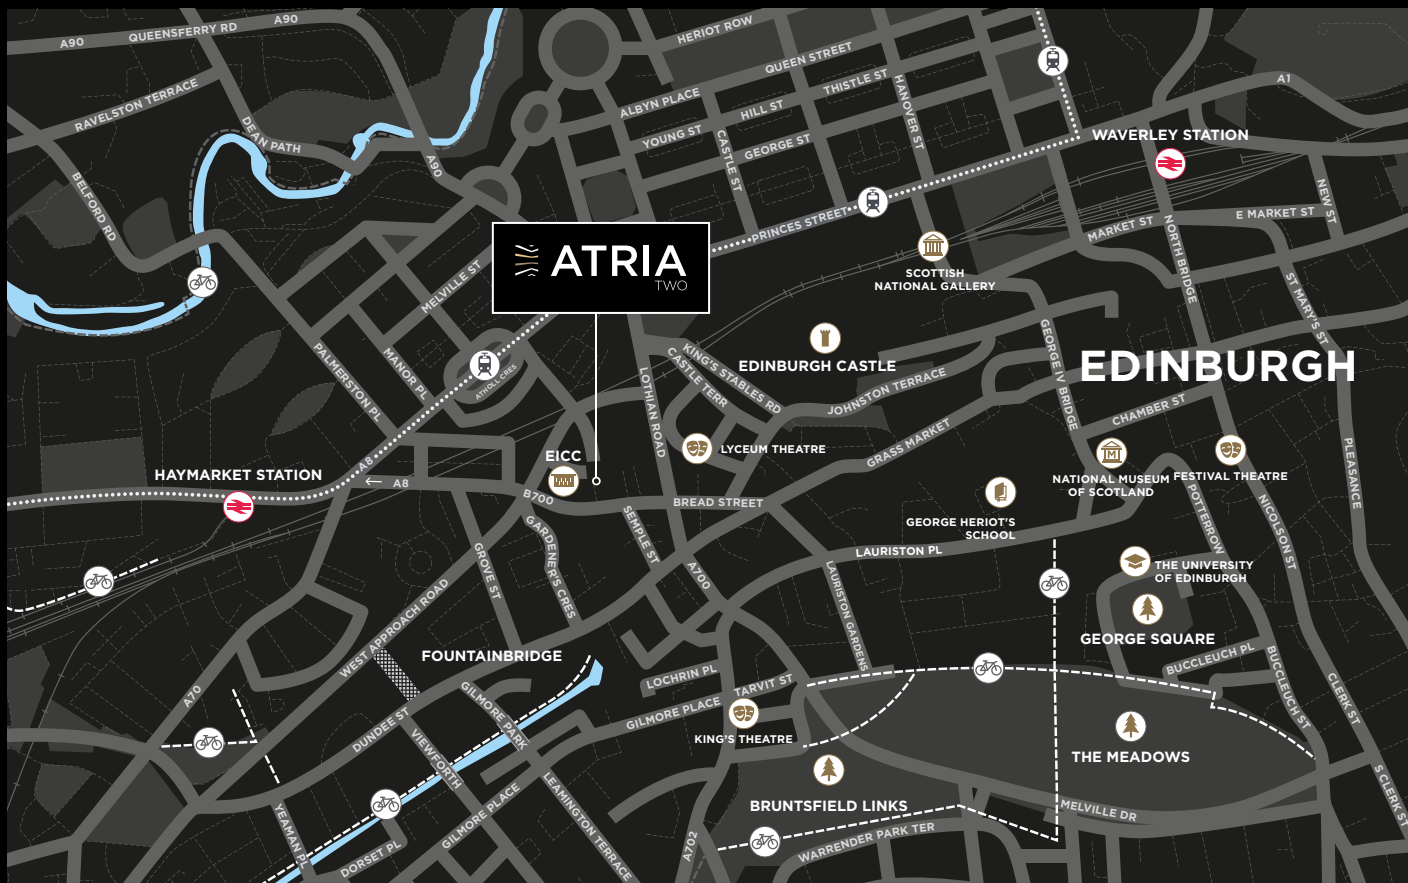 A90
QUEENSFERRY RD
A90
HERIOT ROW
QUEEN STREET
THISTLE ST
HANOVER ST
A1
RAVELSTON TERRACE
ALBYN PLACE
HILL ST
YOUNG ST
CASTLE ST
GEORGE ST
DEAN PATH
A90
WAVERLEY STATION
BELFORD RD
NEW ST
E MARKET ST
MARKET ST
NORTH BRIDGE
PRINCES STREET
ATRIA
TWO
MELVILLE ST
SCOTTISH
NATIONAL GALLERY
ST MARY'S ST
PALMERSTON PL
MANOR PL
ATHOLL CRES
LOTHIAN ROAD
KING'S STABLES RD
CASTLE TERR
EDINBURGH CASTLE
JOHNSTON TERRACE
GEORGE IV BRIDGE
EDINBURGH
CHAMBER ST
GRASS MARKET
PLEASANCE
LYCEUM THEATRE
EICC
HAYMARKET STATION
A8
← A8
B700
BREAD STREET
NATIONAL MUSEUM
OF SCOTLAND
FESTIVAL THEATRE
GEORGE HERIOT'S
SCHOOL
POTTERROW
NICOLSON ST
GARDENER'S CRES
SEMPLE ST
GROVE ST
A700
LAURISTON PL
LAURISTON GARDENS
THE UNIVERSITY
OF EDINBURGH
GEORGE SQUARE
BUCCLEUCH PL
BUCCLEUCH ST
CLERK ST
S CLERK ST
WEST APPROACH ROAD
FOUNTAINBRIDGE
LOCHRIN PL
TARVIT ST
GILMORE PLACE
KING'S THEATRE
A70
DUNDEE ST
GILMORE PARK
VIEWFORTH
THE MEADOWS
BRUNTSFIELD LINKS
MELVILLE DR
WARRENDER PARK TER
A702
LEAMINGTON TERRACE
GILMORE PLACE
DORSET PL
YEAMAN PL